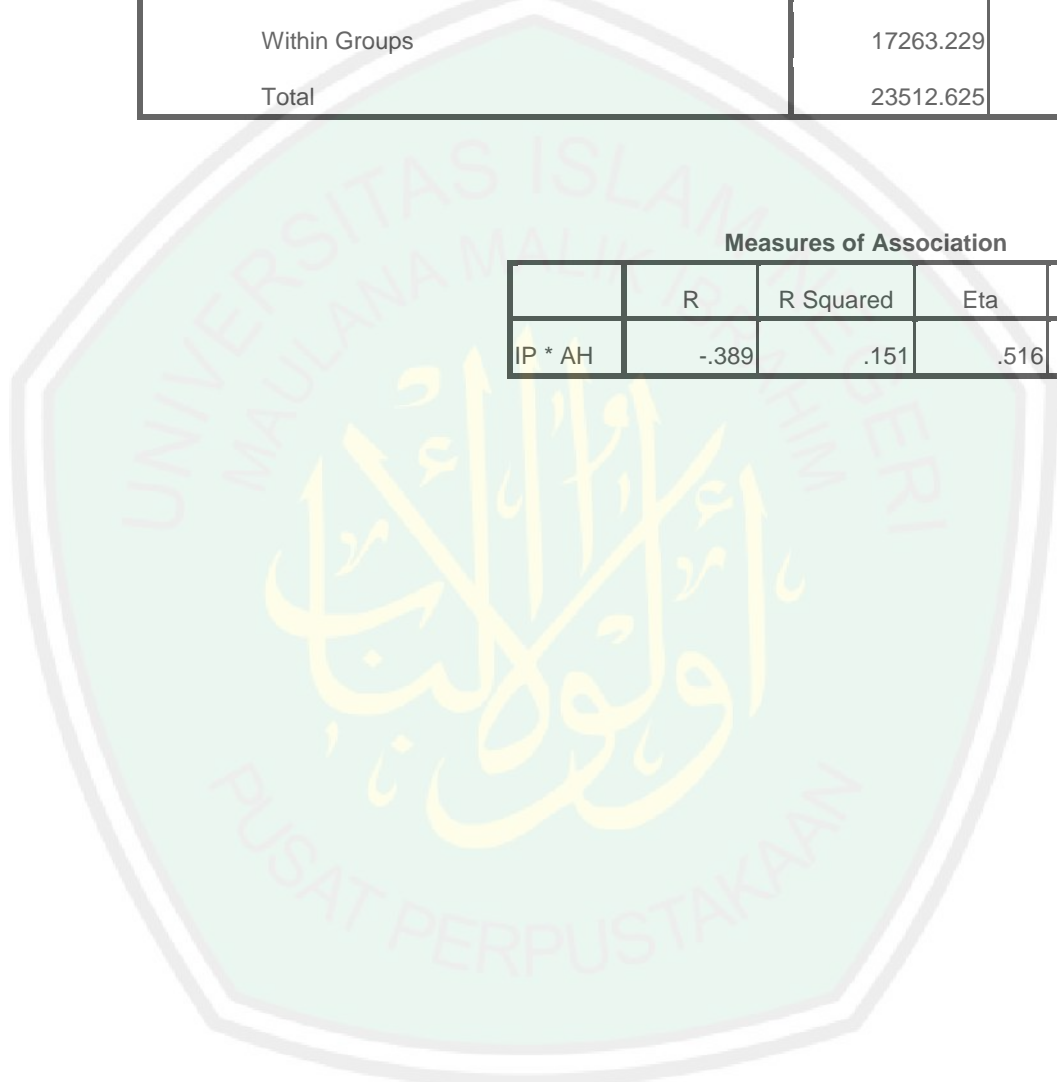 Within Groups 17263.229
Total 23512.625
Measures of Association
R R Squared Eta
IP * AH -.389 .151 .516
UNIVERSITAS ISLAM NEGERI
MAULANA MALIK IBRAHIM
PUSAT PERPUSTAKAAN